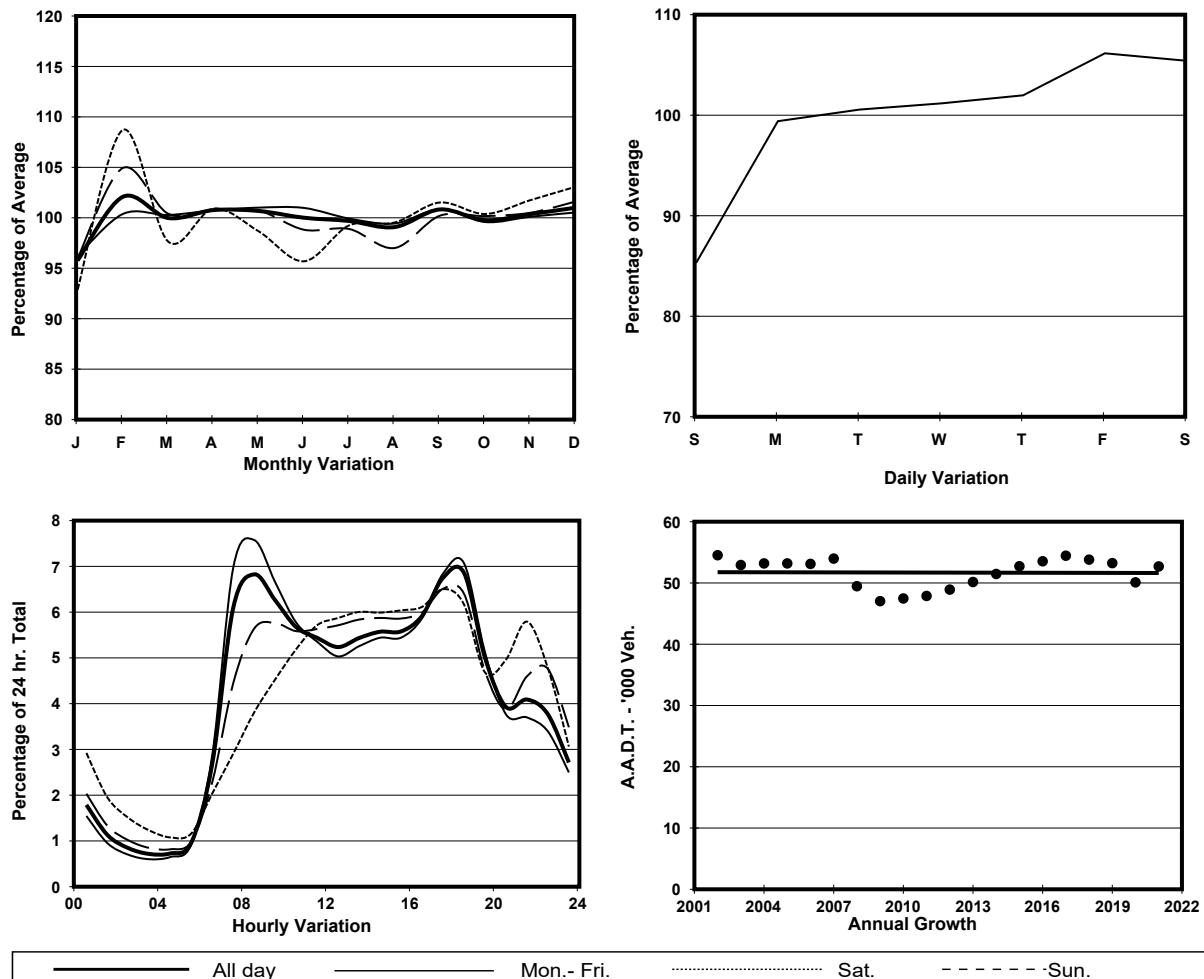 120
115
110
105
100
95
90
85
80
Percentage of Average
J F M A M J J A S O N D
Monthly Variation
110
100
90
80
70
Percentage of Average
S M T W T F S
Daily Variation
8
7
6
5
4
3
2
1
0
Percentage of 24 hr. Total
00 04 08 12 16 20 24
Hourly Variation
60
50
40
30
20
10
0
A.A.D.T. - '000 Veh.
2001 2004 2007 2010 2013 2016 2019 2022
Annual Growth
All day Mon.- Fri. Sat. Sun.